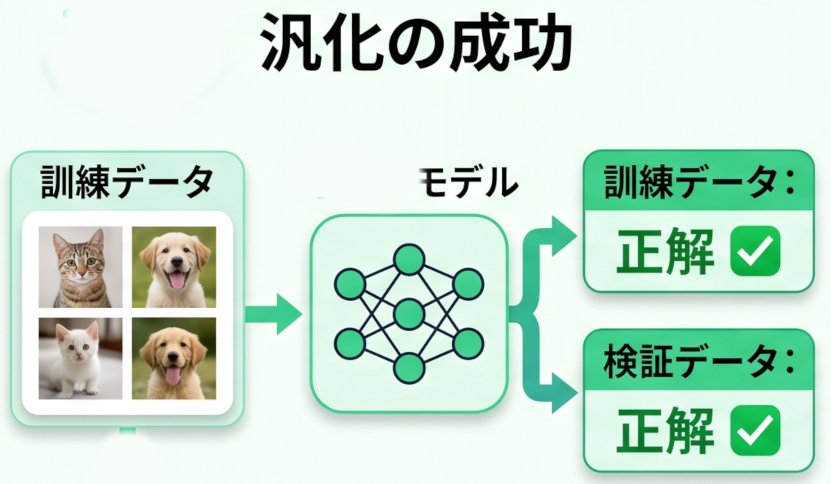 汎化の成功
訓練データ
モデル
訓練データ：
正解
検証データ：
正解